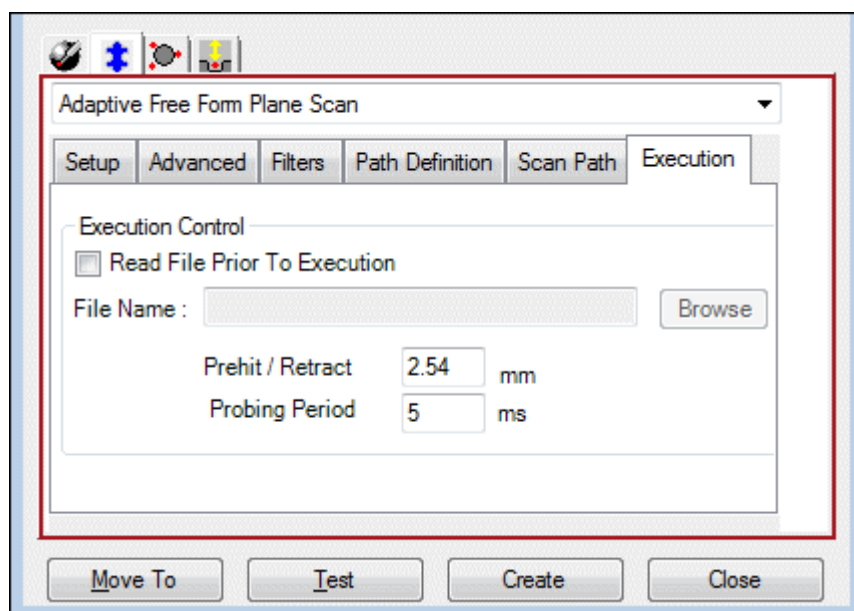 Adaptive Free Form Plane Scan
Setup Advanced Filters Path Definition Scan Path Execution
Execution Control
Read File Prior To Execution
File Name : Browse
Prehit / Retract 2.54 mm
Probing Period 5 ms
Move To Test Create Close